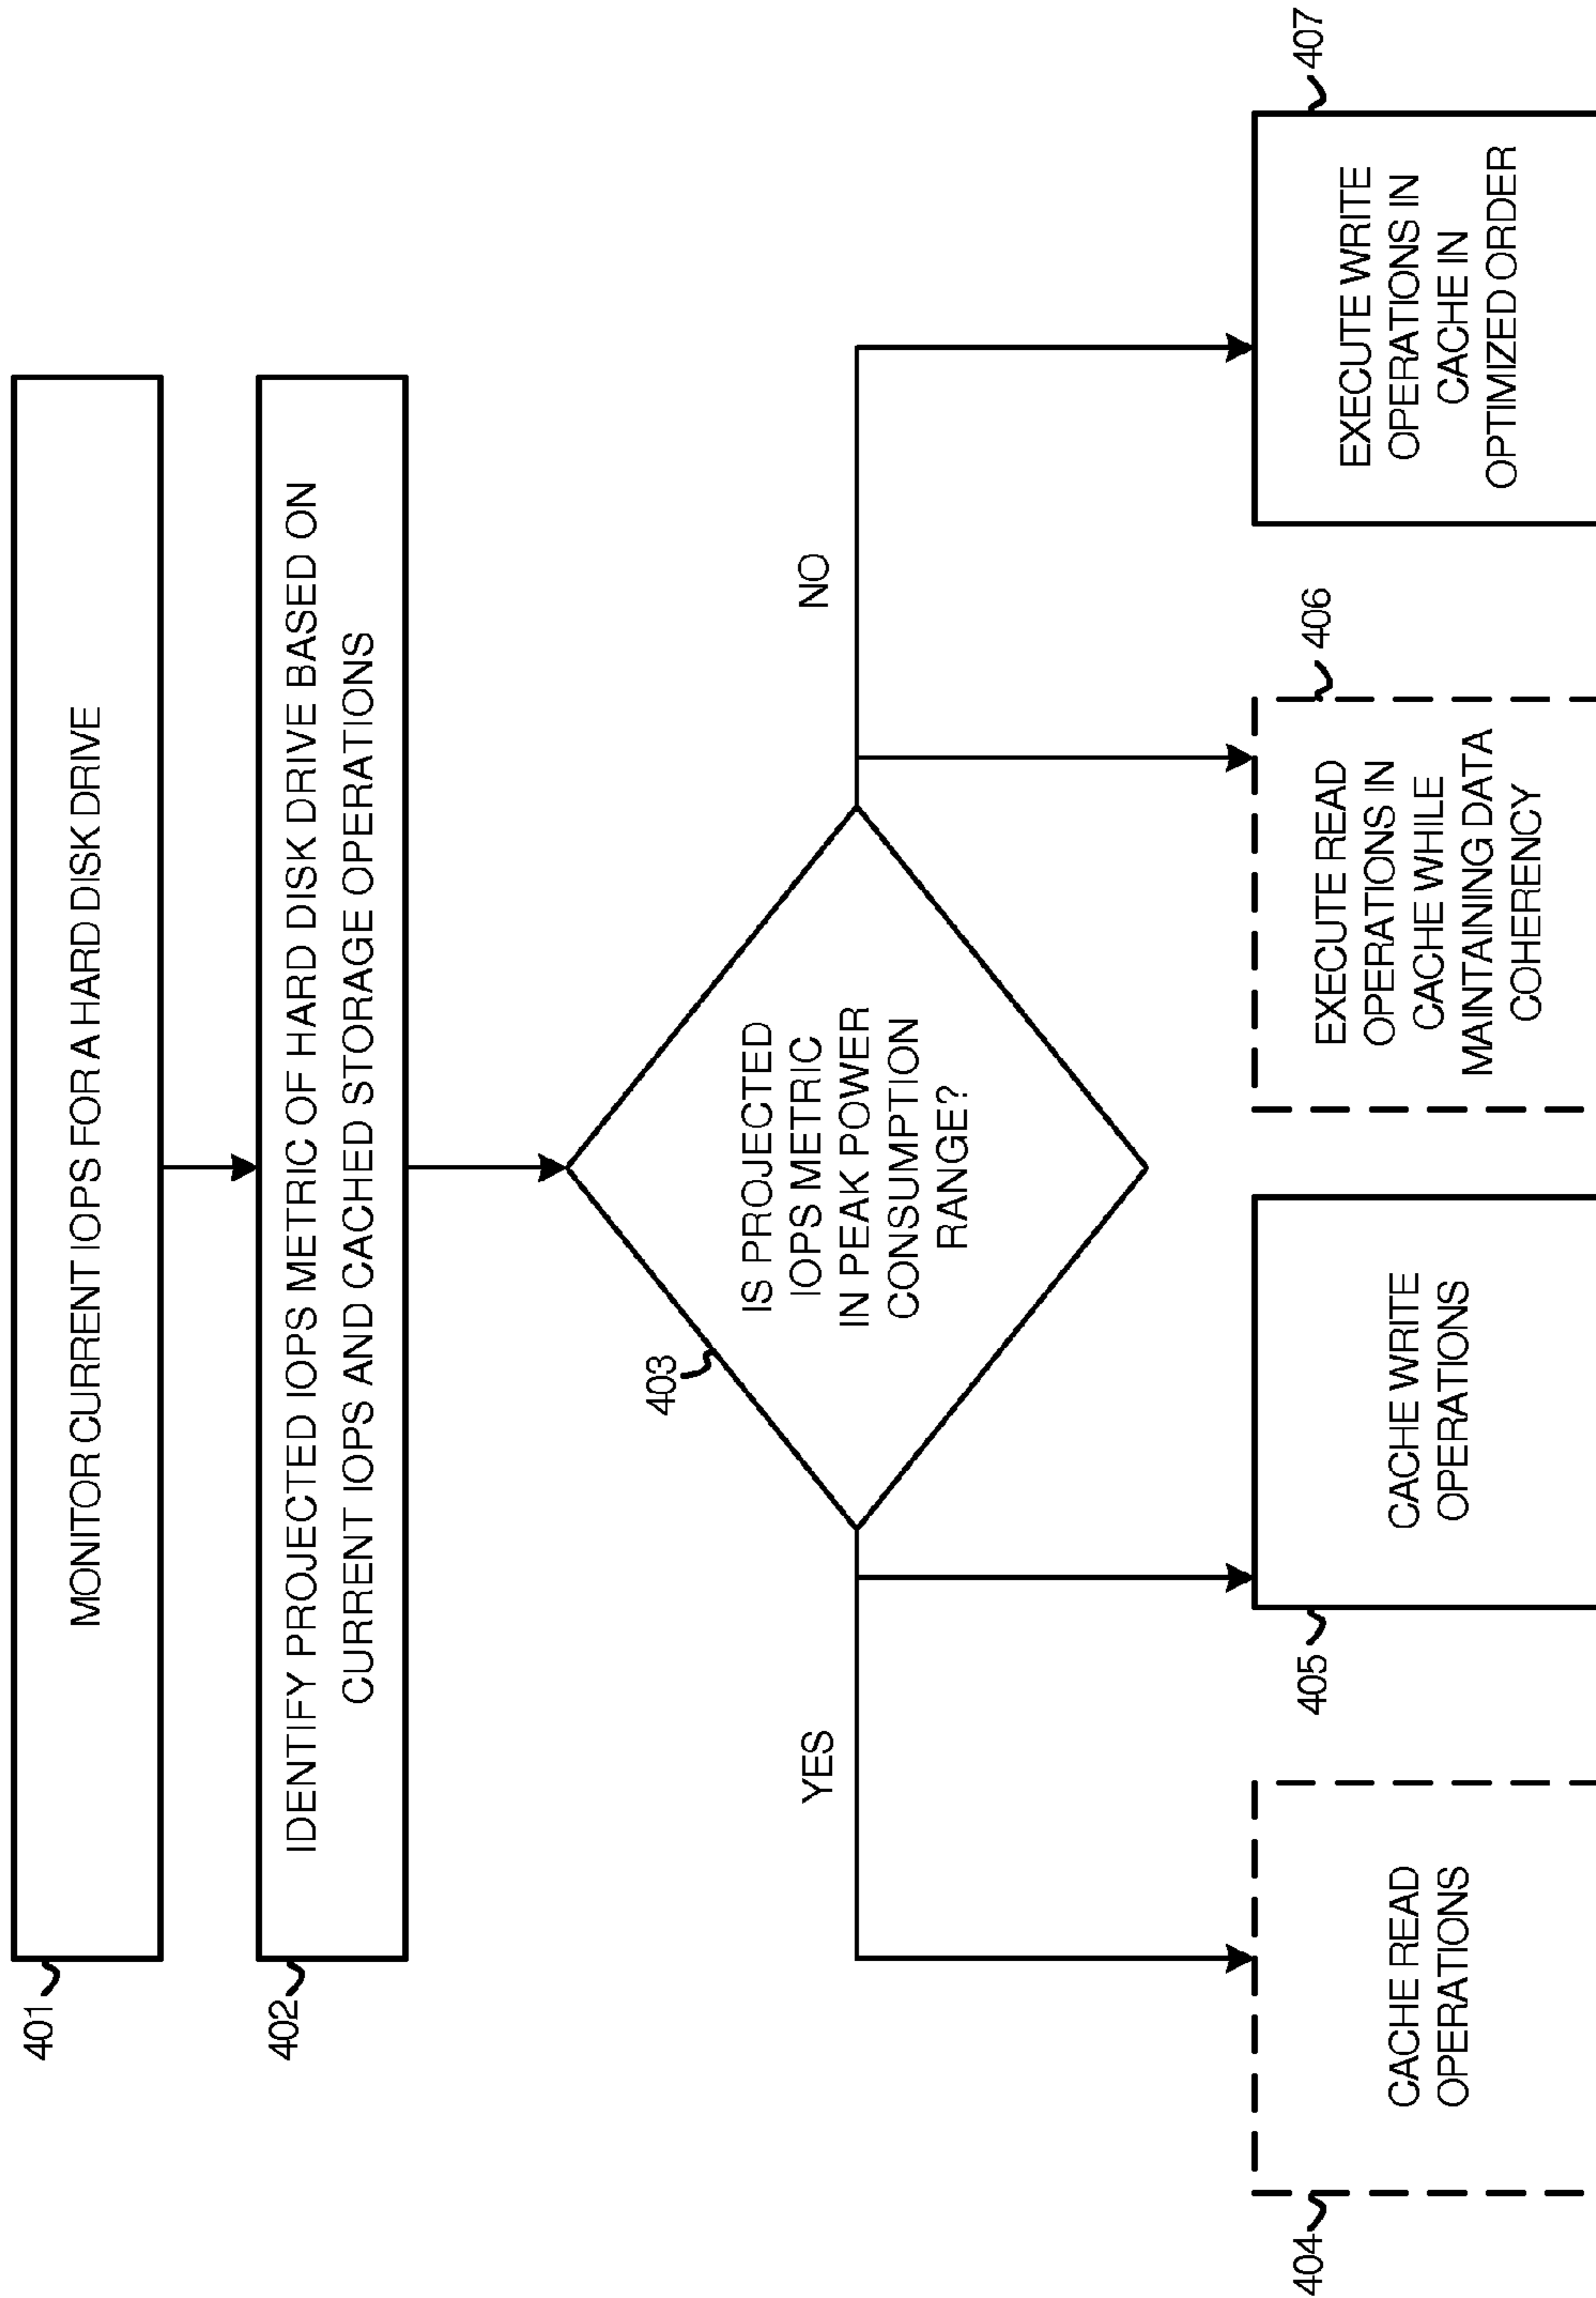 401
MONITOR CURRENT IOPS FOR A HARD DISK DRIVE
402
IDENTIFY PROJECTED IOPS METRIC OF HARD DISK DRIVE BASED ON
CURRENT IOPS AND CACHED STORAGE OPERATIONS
403
IS PROJECTED
IOPS METRIC
IN PEAK POWER
CONSUMPTION
RANGE?
YES
NO
404
CACHE READ
OPERATIONS
405
CACHE WRITE
OPERATIONS
406
EXECUTE READ
OPERATIONS IN
CACHE WHILE
MAINTAINING DATA
COHERENCY
407
EXECUTE WRITE
OPERATIONS IN
CACHE IN
OPTIMIZED ORDER